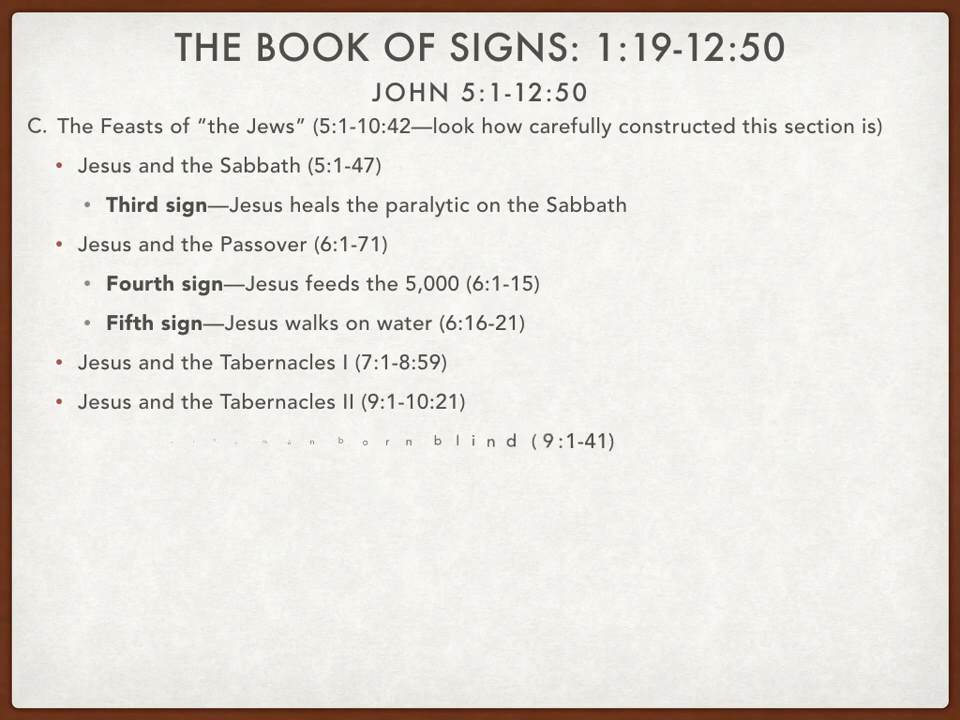 THE BOOK OF SIGNS: 1:19-12:50
JOHN 5:1-12:50
C. The Feasts of “the Jews” (5:1-10:42—look how carefully constructed this section is)
• Jesus and the Sabbath (5:1-47)
• Third sign—Jesus heals the paralytic on the Sabbath
• Jesus and the Passover (6:1-71)
• Fourth sign—Jesus feeds the 5,000 (6:1-15)
• Fifth sign—Jesus walks on water (6:16-21)
• Jesus and the Tabernacles I (7:1-8:59)
• Jesus and the Tabernacles II (9:1-10:21)
born blind (9:1-41)